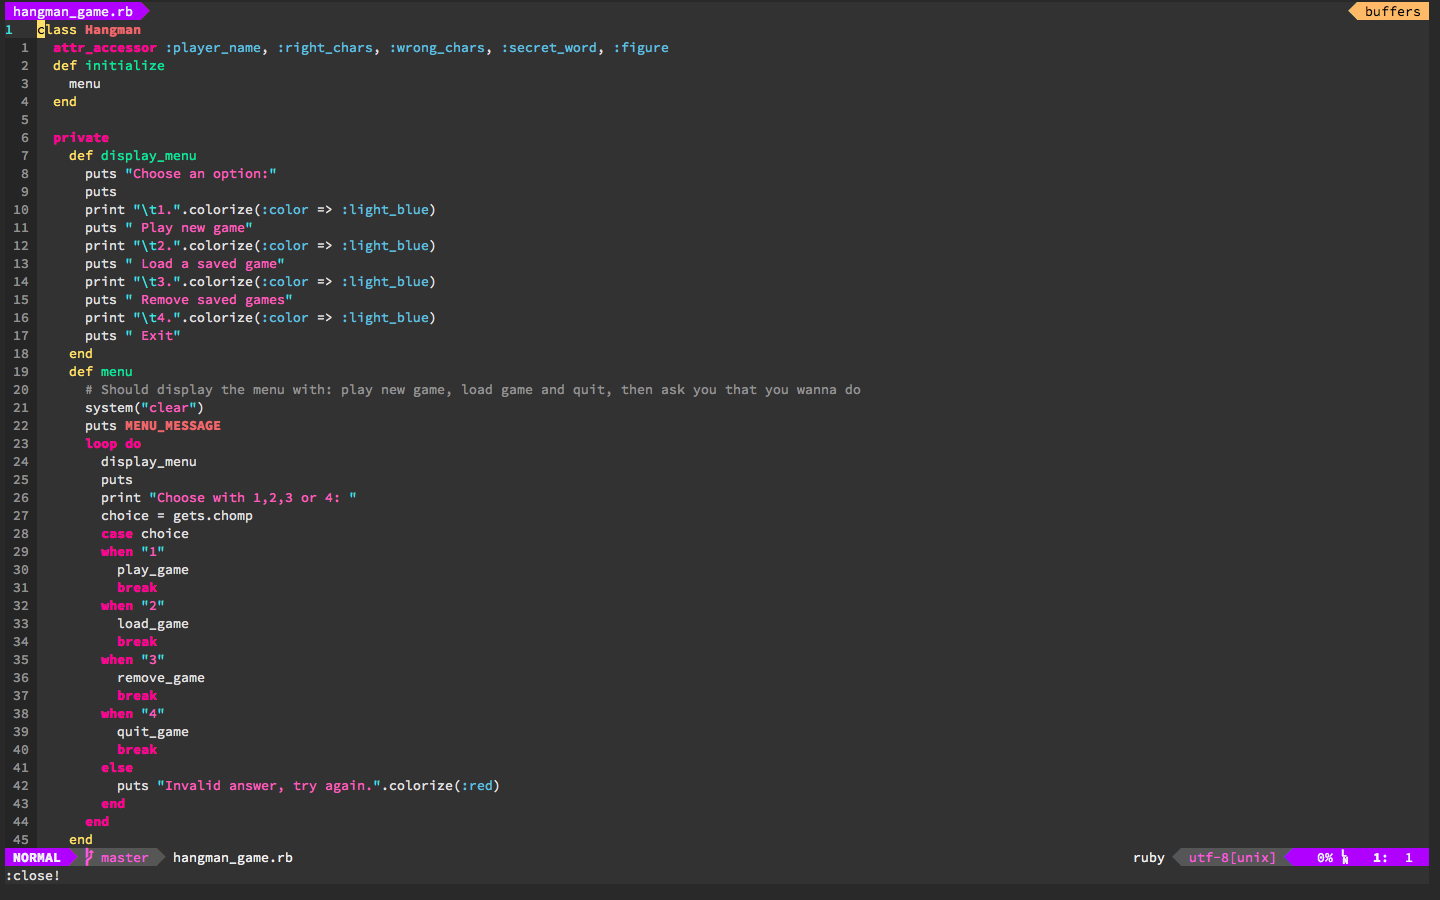 hangman_game.rb buffers
1 class Hangman
1 attr_accessor :player_name, :right_chars, :wrong_chars, :secret_word, :figure
2 def initialize
3 menu
4 end
5
6 private
7 def display_menu
8 puts "Choose an option:"
9 puts
10 print "\t1.".colorize(:color => :light_blue)
11 puts " Play new game"
12 print "\t2.".colorize(:color => :light_blue)
13 puts " Load a saved game"
14 print "\t3.".colorize(:color => :light_blue)
15 puts " Remove saved games"
16 print "\t4.".colorize(:color => :light_blue)
17 puts " Exit"
18 end
19 def menu
20 # Should display the menu with: play new game, load game and quit, then ask you that you wanna do
21 system("clear")
22 puts MENU_MESSAGE
23 loop do
24 display_menu
25 puts
26 print "Choose with 1,2,3 or 4: "
27 choice = gets.chomp
28 case choice
29 when "1"
30 play_game
31 break
32 when "2"
33 load_game
34 break
35 when "3"
36 remove_game
37 break
38 when "4"
39 quit_game
40 break
41 else
42 puts "Invalid answer, try again.".colorize(:red)
43 end
44 end
45 end
NORMAL master hangman_game.rb ruby utf-8[unix] 0% 1: 1
:close!